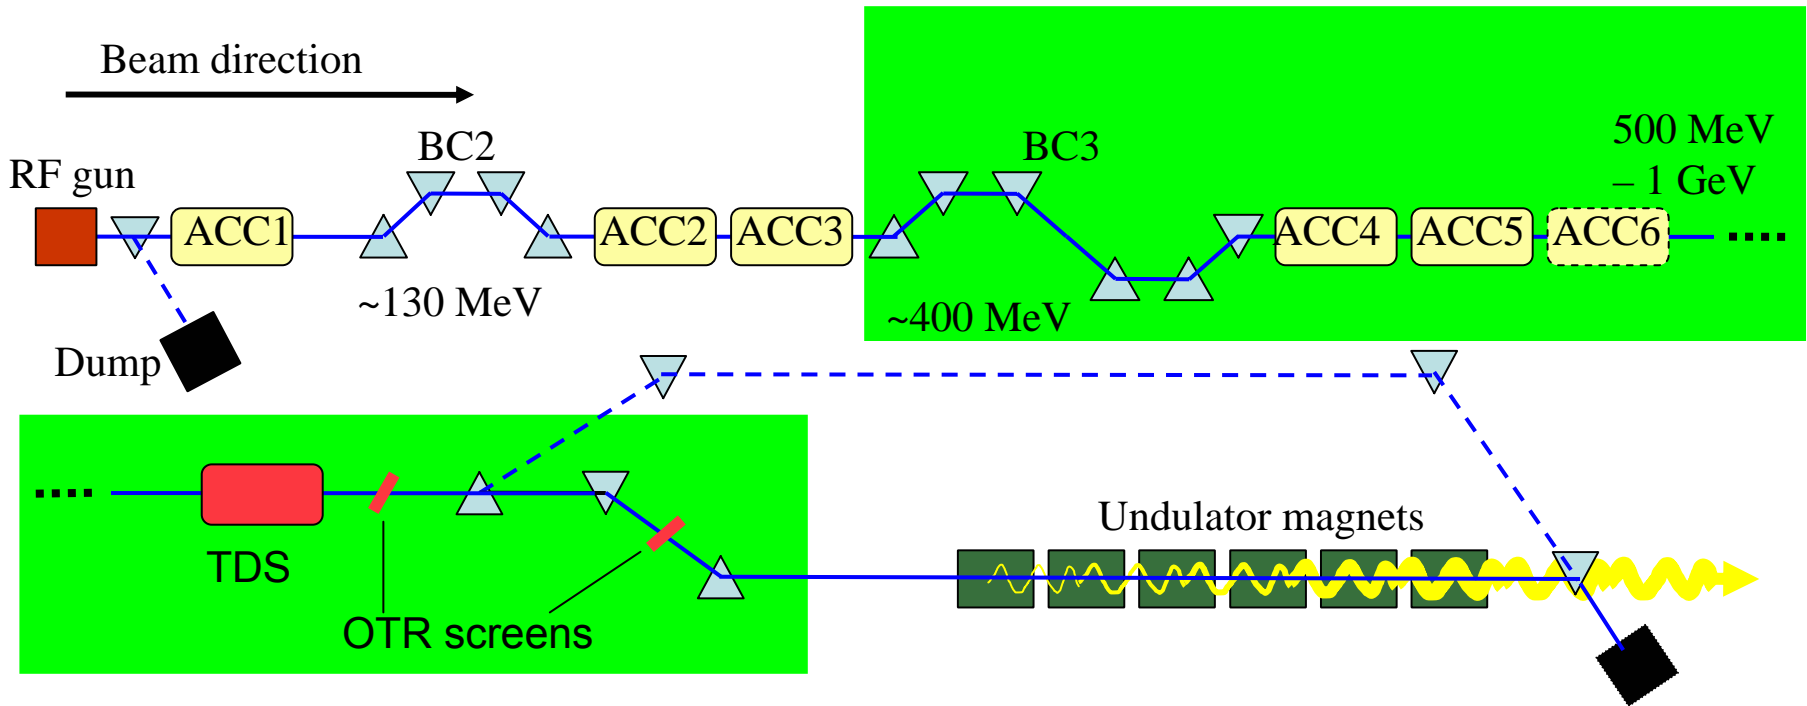 Beam direction
BC2
BC3
500 MeV
– 1 GeV
RF gun
ACC1
ACC2
ACC3
ACC4
ACC5
ACC6
~130 MeV
~400 MeV
Dump
Undulator magnets
TDS
OTR screens